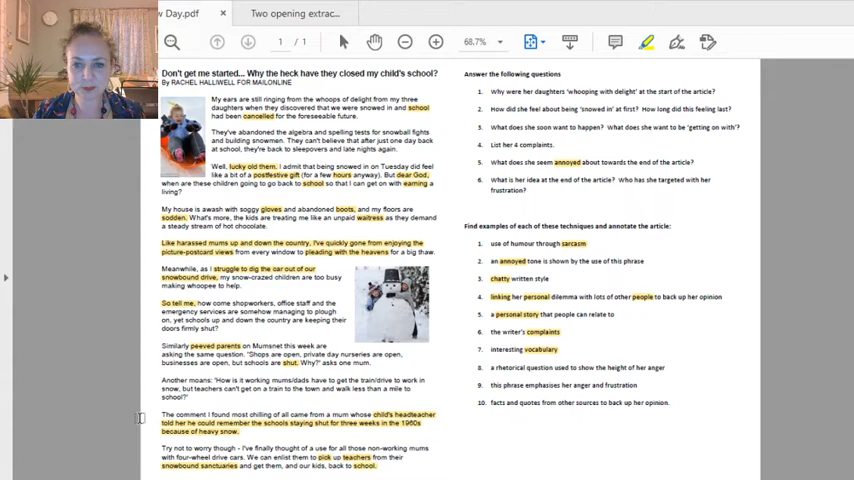 w Day.pdf
Two opening extrac...
1 / 1
68.7%
Don't get me started... Why the heck have they closed my child's school?
By RACHEL HALLIWELL FOR MAILONLINE
My ears are still ringing from the whoops of delight from my three
daughters when they discovered that we were snowed in and school
had been cancelled for the foreseeable future.
They've abandoned the algebra and spelling tests for snowball fights
and building snowmen. They can't believe that after just one day back
at school, they're back to sleepovers and late nights again.
Well, lucky old them. I admit that being snowed in on Tuesday did feel
like a bit of a postfestive gift (for a few hours anyway). But dear God,
when are these children going to go back to school so that I can get on with earning a
living?
My house is awash with soggy gloves and abandoned boots, and my floors are
sodden. What's more, the kids are treating me like an unpaid waitress as they demand
a steady stream of hot chocolate.
Like harassed mums up and down the country, I've quickly gone from enjoying the
picture-postcard views from every window to pleading with the heavens for a big thaw.
Meanwhile, as I struggle to dig the car out of our
snowbound drive, my snow-crazed children are too busy
making whoopee to help.
So tell me, how come shopworkers, office staff and the
emergency services are somehow managing to plough
on, yet schools up and down the country are keeping their
doors firmly shut?
Similarly peeved parents on Mumsnet this week are
asking the same question. "Shops are open, private day nurseries are open,
businesses are open, but schools are shut. Why?' asks one mum.
Another moans: 'How is it working mums/dads have to get the train/drive to work in
snow, but teachers can't get on a train to the town and walk less than a mile to
school?'
The comment I found most chilling of all came from a mum whose child's headteacher
told her he could remember the schools staying shut for three weeks in the 1960s
because of heavy snow.
Try not to worry though - I've finally thought of a use for all those non-working mums
with four-wheel drive cars. We can enlist them to pick up teachers from their
snowbound sanctuaries and get them, and our kids, back to school.
Answer the following questions
1. Why were her daughters 'whooping with delight' at the start of the article?
2. How did she feel about being 'snowed in' at first? How long did this feeling last?
3. What does she soon want to happen? What does she want to be 'getting on with'?
4. List her 4 complaints.
5. What does she seem annoyed about towards the end of the article?
6. What is her idea at the end of the article? Who has she targeted with her
frustration?
Find examples of each of these techniques and annotate the article:
1. use of humour through sarcasm
2. an annoyed tone is shown by the use of this phrase
3. chatty written style
4. linking her personal dilemma with lots of other people to back up her opinion
5. a personal story that people can relate to
6. the writer's complaints
7. interesting vocabulary
8. a rhetorical question used to show the height of her anger
9. this phrase emphasises her anger and frustration
10. facts and quotes from other sources to back up her opinion.